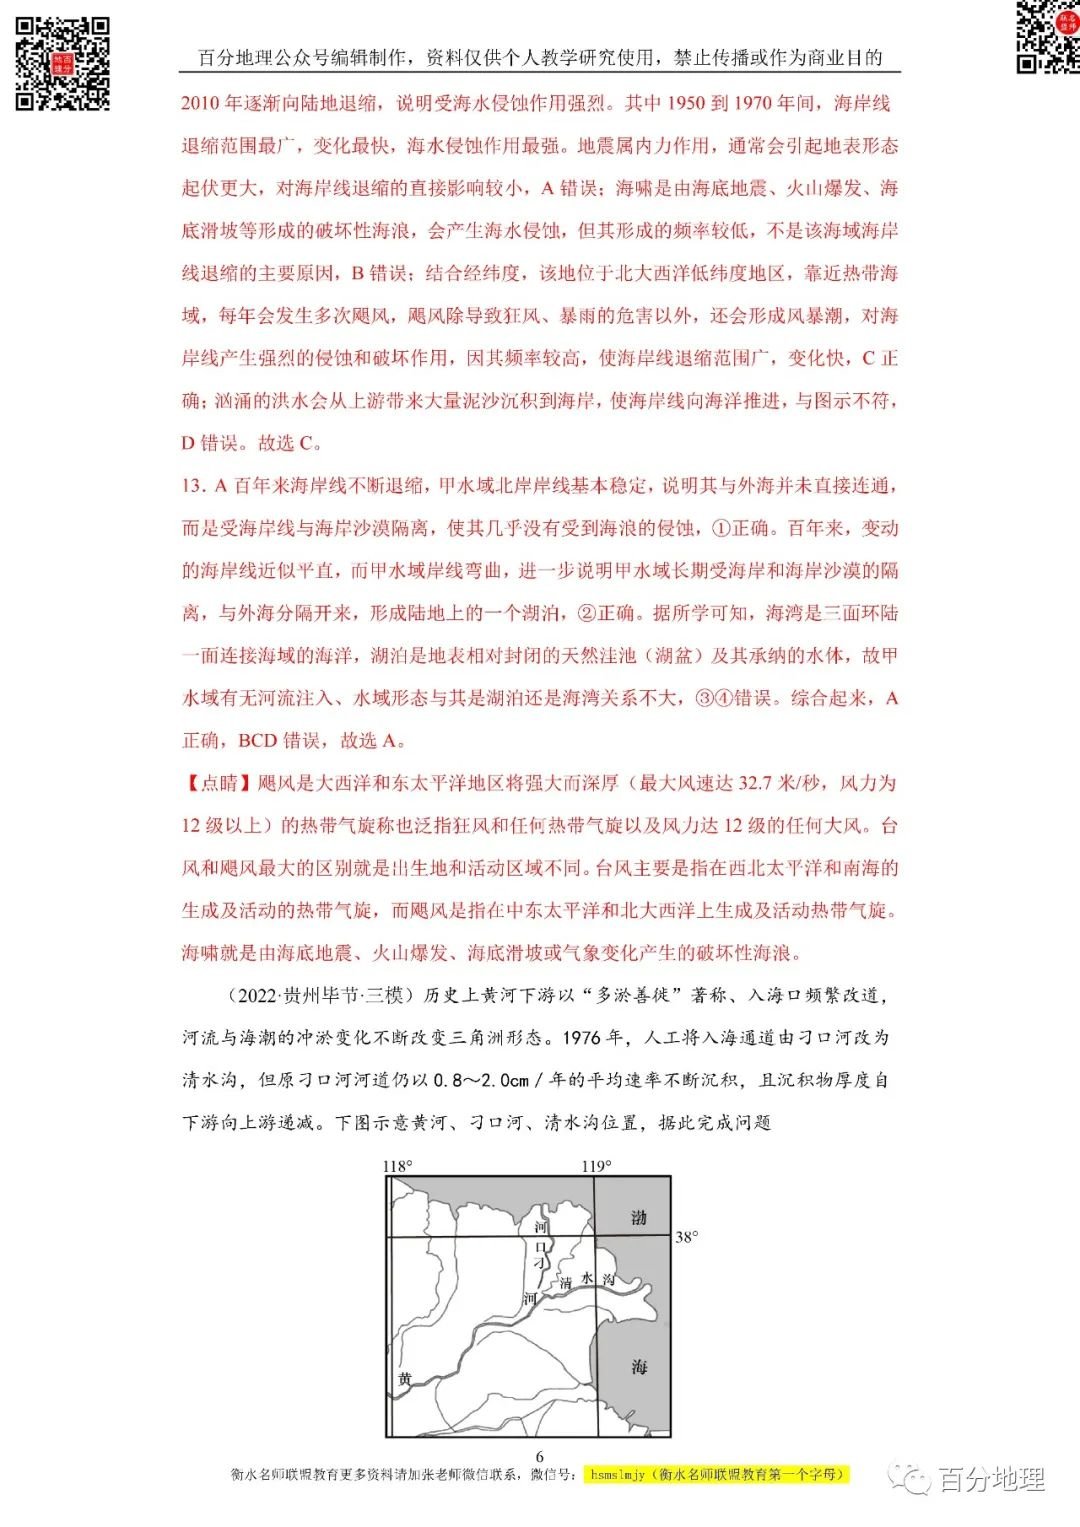 百分地理公众号编辑制作，资料仅供个人教学研究使用，禁止传播或作为商业目的
2010 年逐渐向陆地退缩，说明受海水侵蚀作用强烈。其中 1950 到 1970 年间，海岸线
退缩范围最广，变化最快，海水侵蚀作用最强。地震属内力作用，通常会引起地表形态
起伏更大，对海岸线退缩的直接影响较小，A 错误；海啸是由海底地震、火山爆发、海
底滑坡等形成的破坏性海浪，会产生海水侵蚀，但其形成的频率较低，不是该海域海岸
线退缩的主要原因，B 错误；结合经纬度，该地位于北大西洋低纬度地区，靠近热带海
域，每年会发生多次飓风，飓风除导致狂风、暴雨的危害以外，还会形成风暴潮，对海
岸线产生强烈的侵蚀和破坏作用，因其频率较高，使海岸线退缩范围广，变化快，C 正
确；汹涌的洪水会从上游带来大量泥沙沉积到海岸，使海岸线向海洋推进，与图示不符，
D 错误。故选 C。
13．A 百年来海岸线不断退缩，甲水域北岸岸线基本稳定，说明其与外海并未直接连通，
而是受海岸线与海岸沙漠隔离，使其几乎没有受到海浪的侵蚀，①正确。百年来，变动
的海岸线近似平直，而甲水域岸线弯曲，进一步说明甲水域长期受海岸和海岸沙漠的隔
离，与外海分隔开来，形成陆地上的一个湖泊，②正确。据所学可知，海湾是三面环陆
一面连接海域的海洋，湖泊是地表相对封闭的天然洼池（湖盆）及其承纳的水体，故甲
水域有无河流注入、水域形态与其是湖泊还是海湾关系不大，③④错误。综合起来，A
正确，BCD 错误，故选 A。
【点睛】飓风是大西洋和东太平洋地区将强大而深厚（最大风速达 32.7 米/秒，风力为
12 级以上）的热带气旋称也泛指狂风和任何热带气旋以及风力达 12 级的任何大风。台
风和飓风最大的区别就是出生地和活动区域不同。台风主要是指在西北太平洋和南海的
生成及活动的热带气旋，而飓风是指在中东太平洋和北大西洋上生成及活动热带气旋。
海啸就是由海底地震、火山爆发、海底滑坡或气象变化产生的破坏性海浪。
（2022·贵州毕节·三模）历史上黄河下游以“多淤善徙”著称、入海口频繁改道，
河流与海潮的冲淤变化不断改变三角洲形态。1976 年，人工将入海通道由刁口河改为
清水沟，但原刁口河河道仍以 0.8～2.0cm / 年的平均速率不断沉积，且沉积物厚度自
下游向上游递减。下图示意黄河、刁口河、清水沟位置，据此完成问题
118° 119°
渤
38°
河
口
刁
清 水 沟
河
海
黄
6
衡水名师联盟教育更多资料请加张老师微信联系，微信号： hsmslmjy（衡水名师联盟教育第一个字母）
百分地理